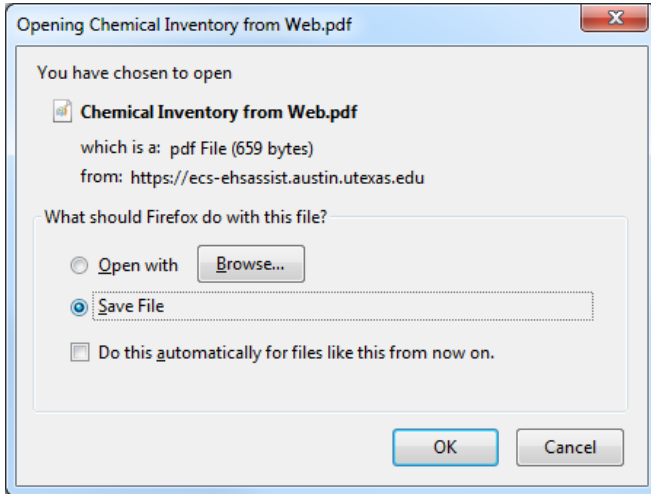 Opening Chemical Inventory from Web.pdf
You have chosen to open
Chemical Inventory from Web.pdf
which is a: pdf File (659 bytes)
from: https://ecs-ehsassist.austin.utexas.edu
What should Firefox do with this file?
Open with Browse...
Save File
Do this automatically for files like this from now on.
OK Cancel